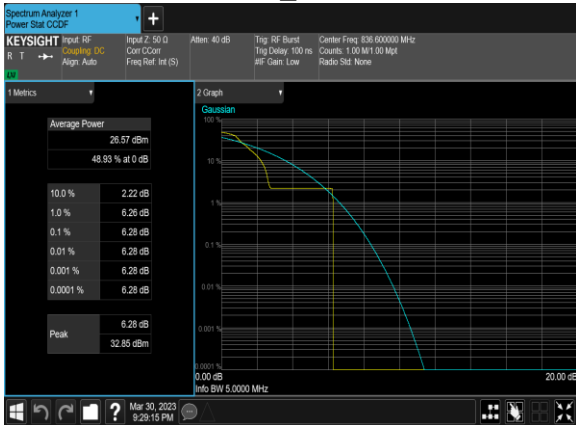 Spectrum Analyzer 1
Power Stat CCDF
+
KEYSIGHT
R T
LXI
Input: RF
Coupling: DC
Align: Auto
Input Z: 50 Ω
Corr CCorr
Freq Ref: Int (S)
Atten: 40 dB
Trig: RF Burst
Trig Delay: 100 ns
#IF Gain: Low
Center Freq: 836.600000 MHz
Counts: 1.00 M/1.00 Mpt
Radio Std: None
1 Metrics
Average Power
26.57 dBm
48.93 % at 0 dB
10.0 % 2.22 dB
1.0 % 6.26 dB
0.1 % 6.28 dB
0.01 % 6.28 dB
0.001 % 6.28 dB
0.0001 % 6.28 dB
Peak
6.28 dB
32.85 dBm
2 Graph
Gaussian
100 %
10 %
1 %
0.1 %
0.01 %
0.001 %
0.0001 %
0.00 dB 20.00 dB
Info BW 5.0000 MHz
?
Mar 30, 2023
9:29:15 PM